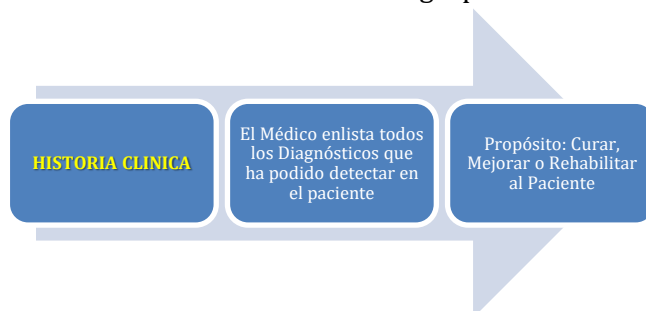 HISTORIA CLINICA
El Médico enlista todos
los Diagnósticos que
ha podido detectar en
el paciente
Propósito: Curar,
Mejorar o Rehabilitar
al Paciente